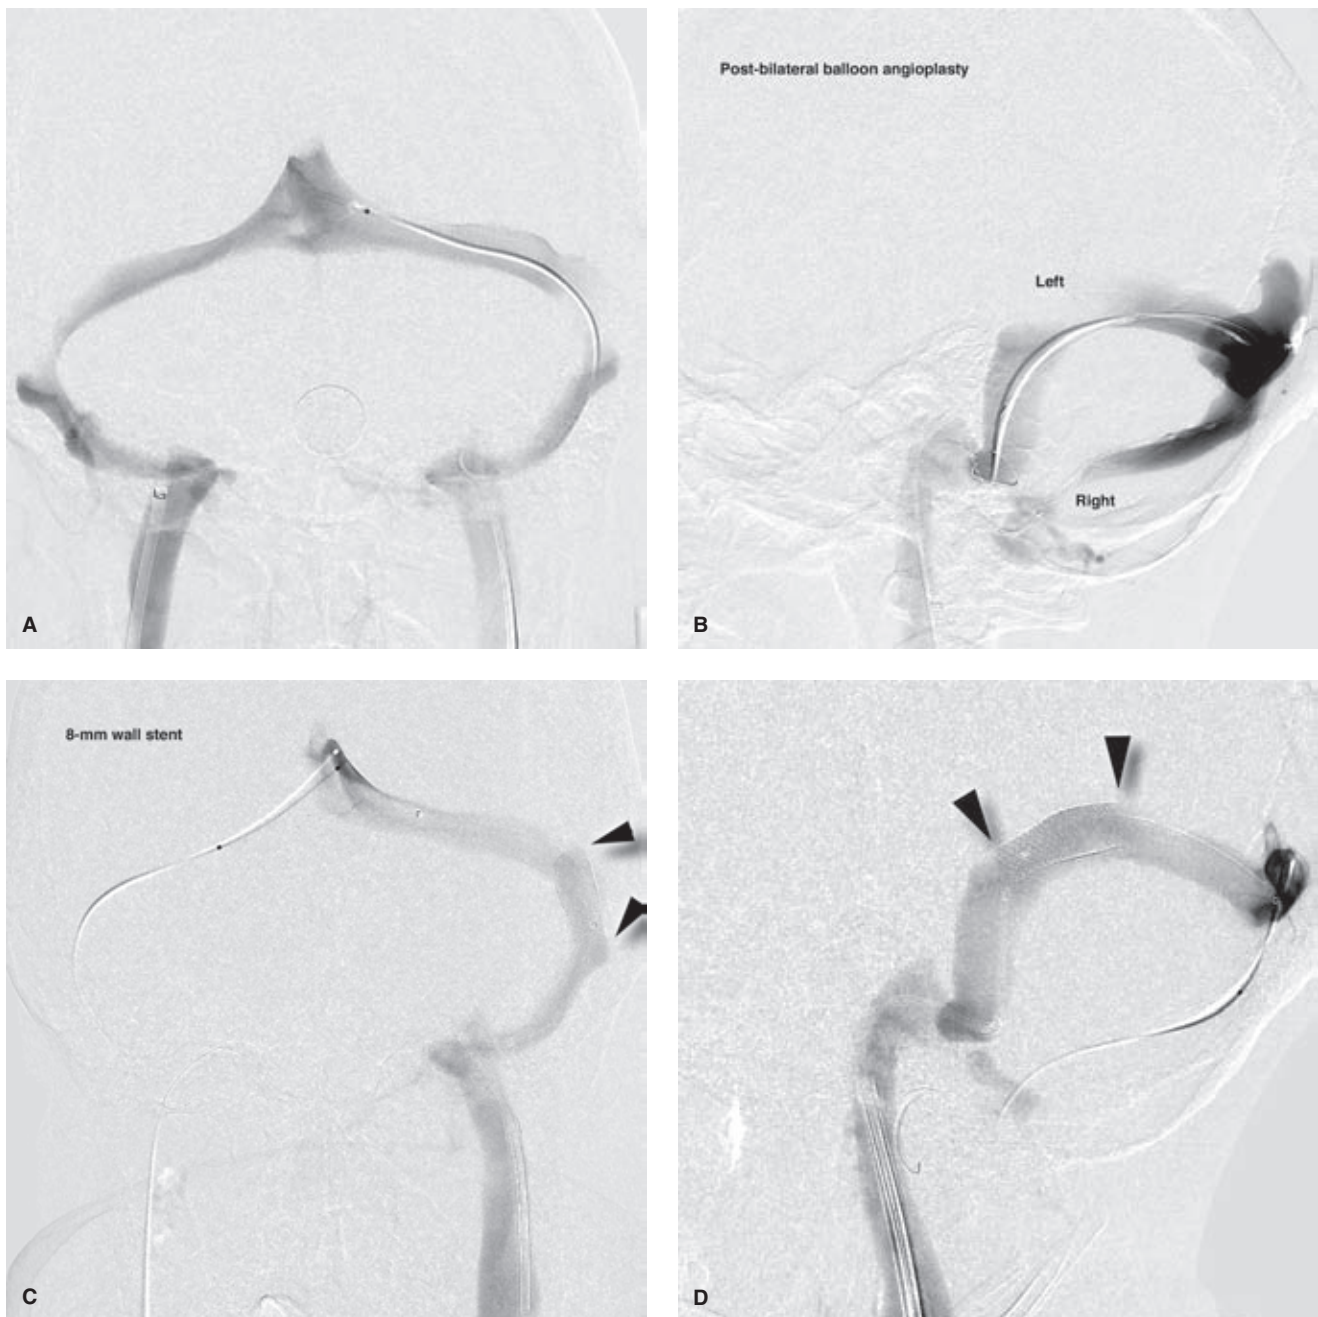 Post-bilateral balloon angioplasty
Left
Right
A
B
8-mm wall stent
C
D